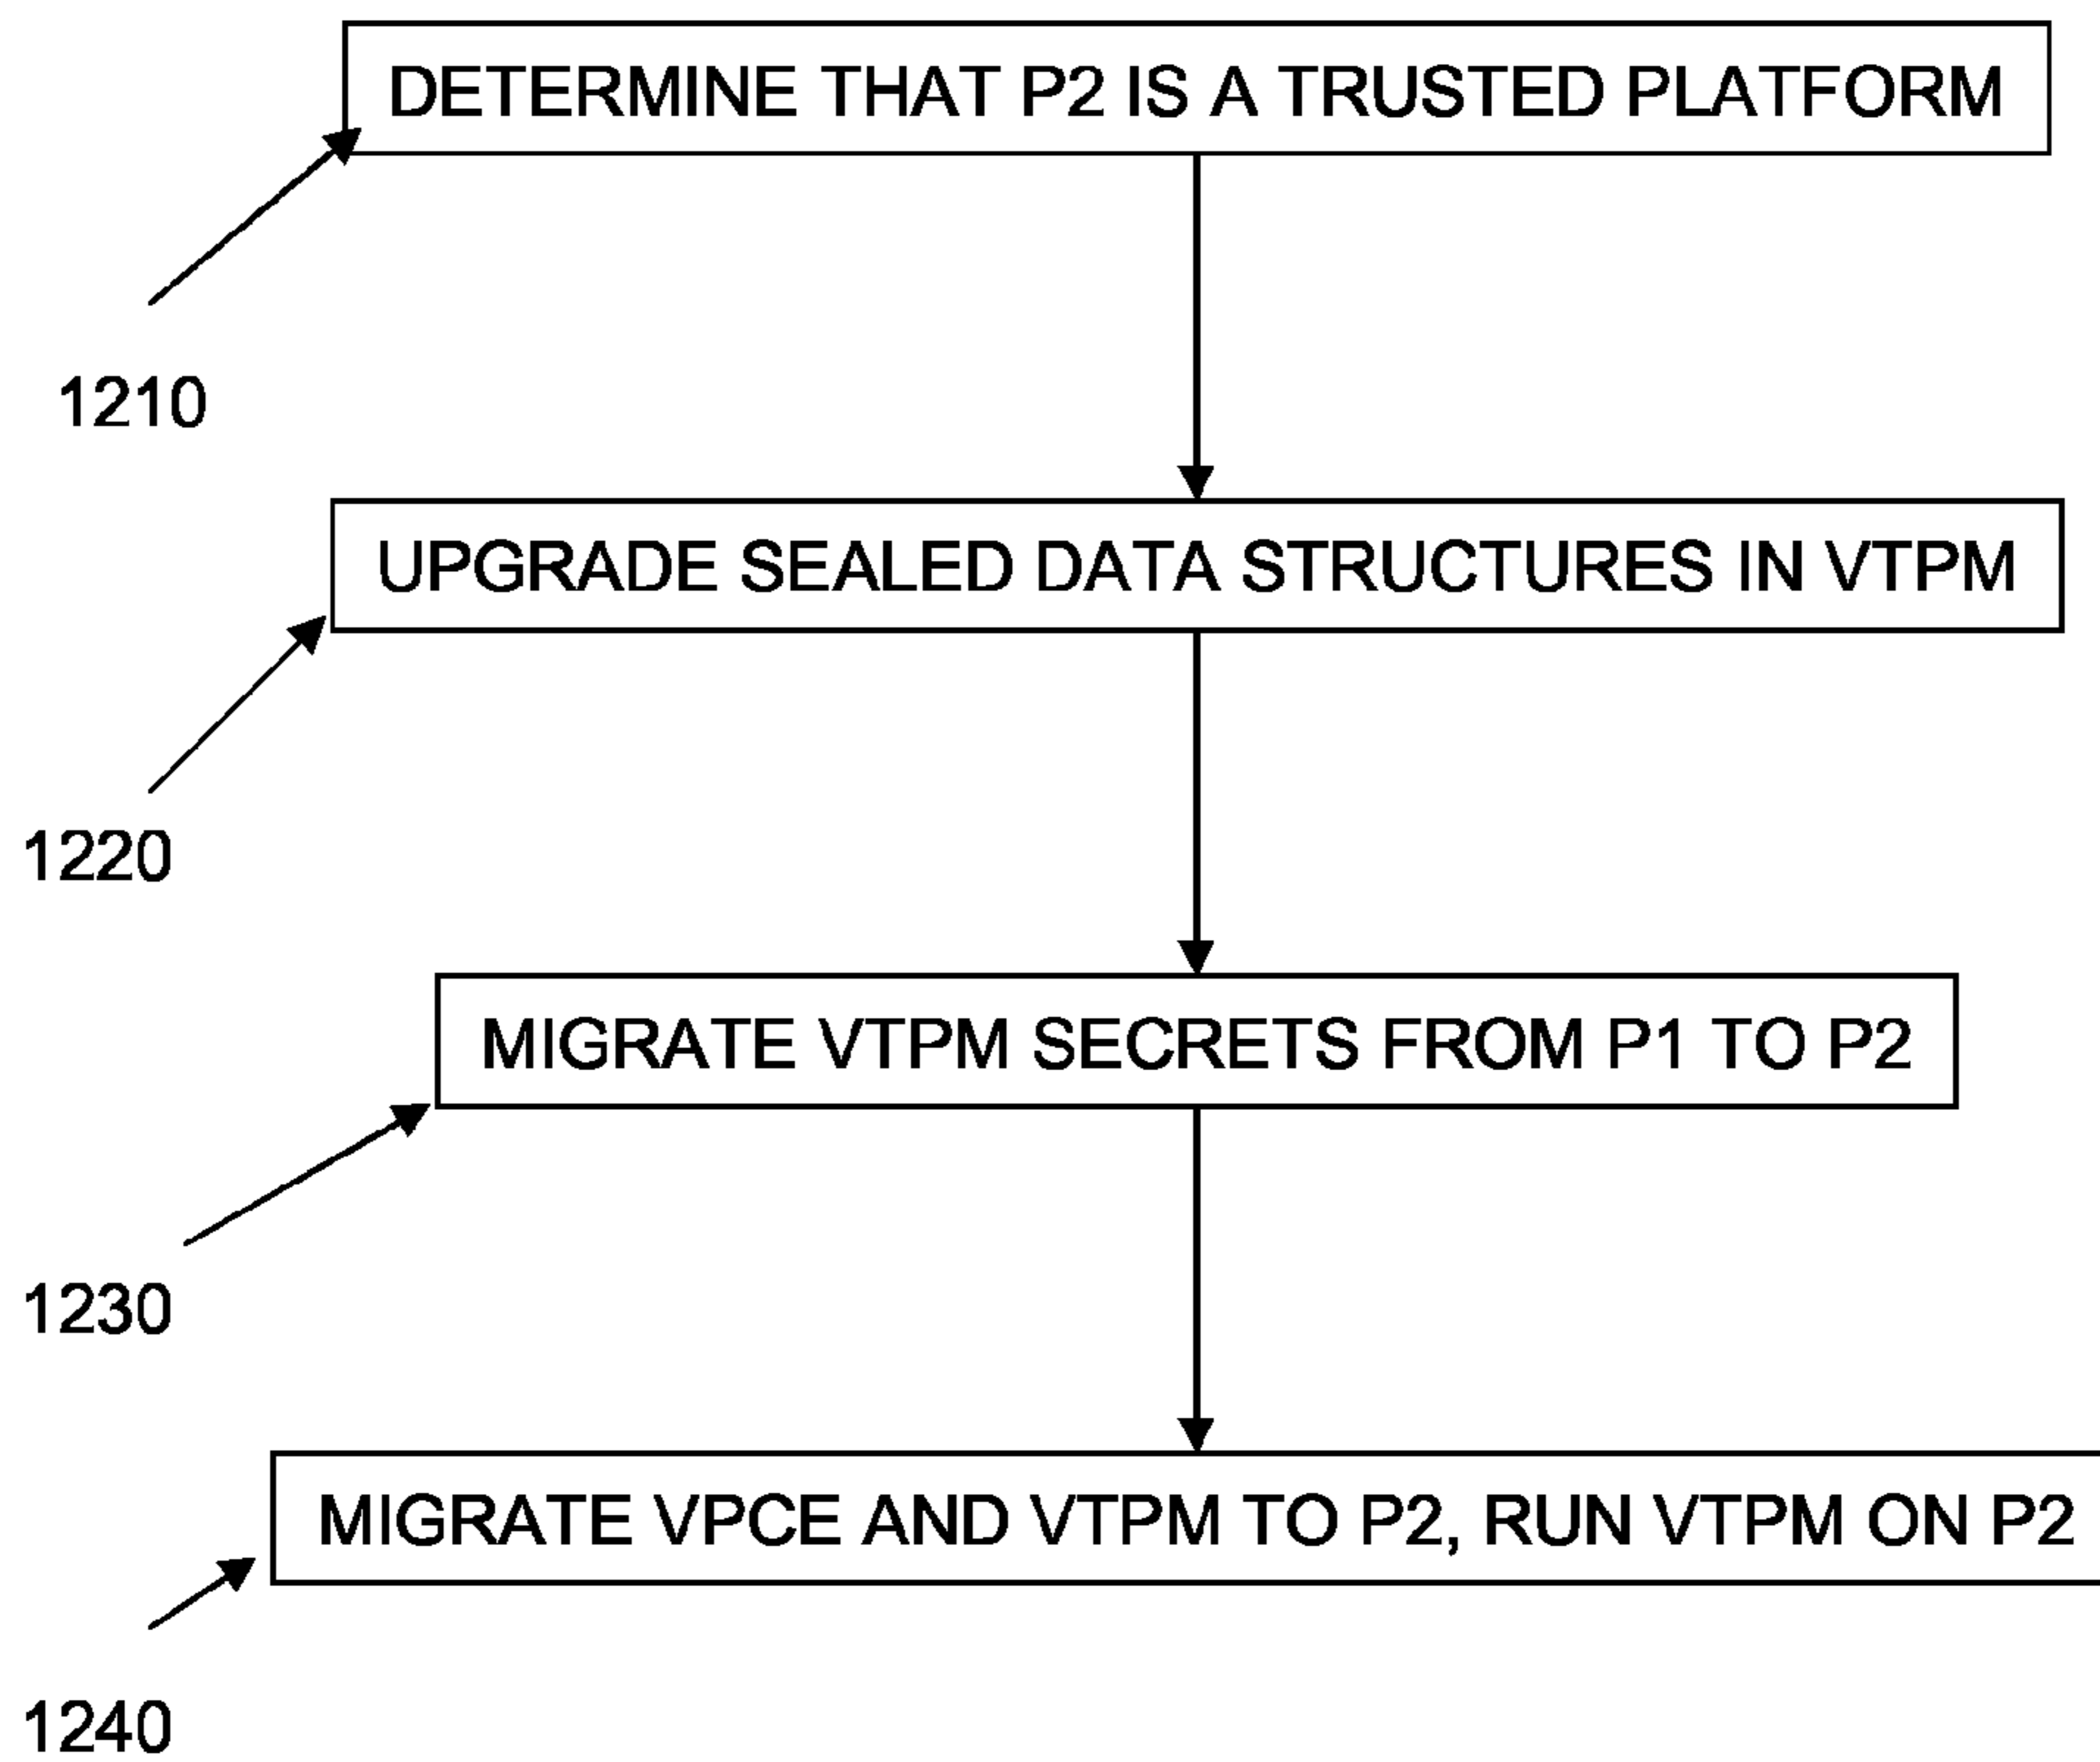 DETERMINE THAT P2 IS A TRUSTED PLATFORM
1210
UPGRADE SEALED DATA STRUCTURES IN VTPM
1220
MIGRATE VTPM SECRETS FROM P1 TO P2
1230
MIGRATE VPCE AND VTPM TO P2, RUN VTPM ON P2
1240